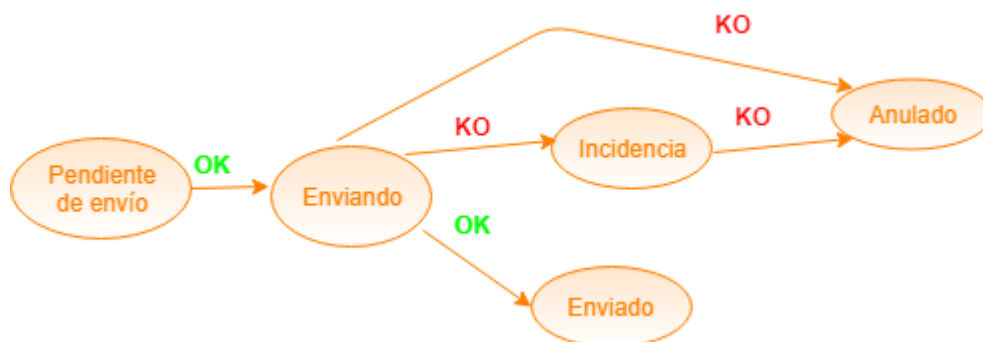 KO
Anulado
KO
KO
Incidencia
Pendiente
de envío
OK
Enviando
OK
Enviado